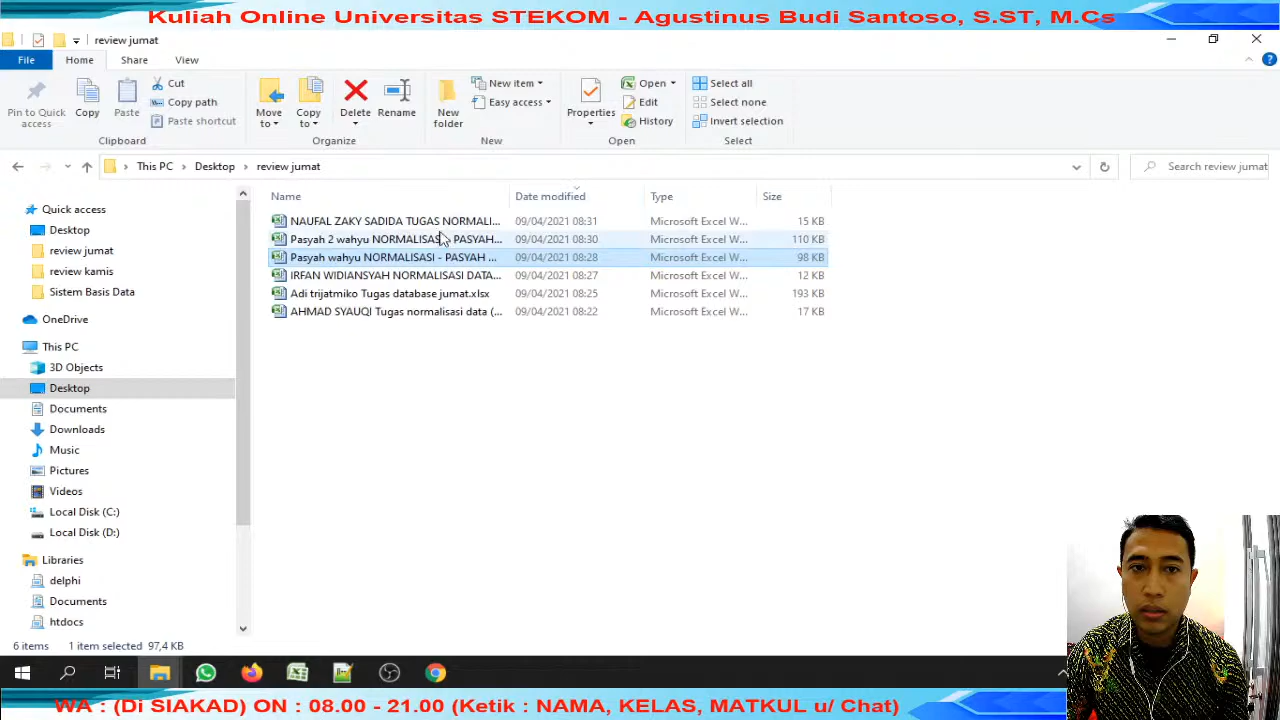 Kuliah Online Universitas STEKOM - Agustinus Budi Santoso, S.ST, M.Cs
review jumat
File Home Share View
Pin to Quick access
Copy
Paste
Cut
Copy path
Paste shortcut
Clipboard
Move to
Copy to
Delete
Rename
Organize
New folder
New item
Easy access
New
Properties
Open
Edit
History
Open
Select all
Select none
Invert selection
Select
This PC > Desktop > review jumat
Search review jumat
Name Date modified Type Size
NAUFAL ZAKY SADIDA TUGAS NORMALI... 09/04/2021 08:31 Microsoft Excel W... 15 KB
Pasyah 2 wahyu NORMALISASI - PASYAH... 09/04/2021 08:30 Microsoft Excel W... 110 KB
Pasyah wahyu NORMALISASI - PASYAH ... 09/04/2021 08:28 Microsoft Excel W... 98 KB
IRFAN WIDIANSYAH NORMALISASI DATA... 09/04/2021 08:27 Microsoft Excel W... 12 KB
Adi trijatmiko Tugas database jumat.xlsx 09/04/2021 08:25 Microsoft Excel W... 193 KB
AHMAD SYAUQI Tugas normalisasi data (... 09/04/2021 08:22 Microsoft Excel W... 17 KB
Quick access
Desktop
review jumat
review kamis
Sistem Basis Data
OneDrive
This PC
3D Objects
Desktop
Documents
Downloads
Music
Pictures
Videos
Local Disk (C:)
Local Disk (D:)
Libraries
delphi
Documents
htdocs
6 items 1 item selected 97,4 KB
WA : (Di SIAKAD) ON : 08.00 - 21.00 (Ketik : NAMA, KELAS, MATKUL u/ Chat)